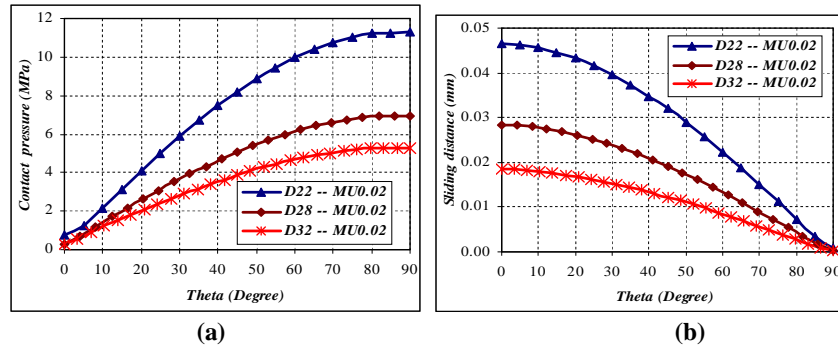 12
10
8
6
4
2
0
Contact pressure (MPa)
D22 -- MU0.02
D28 -- MU0.02
D32 -- MU0.02
0 10 20 30 40 50 60 70 80 90
Theta (Degree)
(a)
0.05
0.04
0.03
0.02
0.01
0.00
Sliding distance (mm)
D22 -- MU0.02
D28 -- MU0.02
D32 -- MU0.02
0 10 20 30 40 50 60 70 80 90
Theta (Degree)
(b)